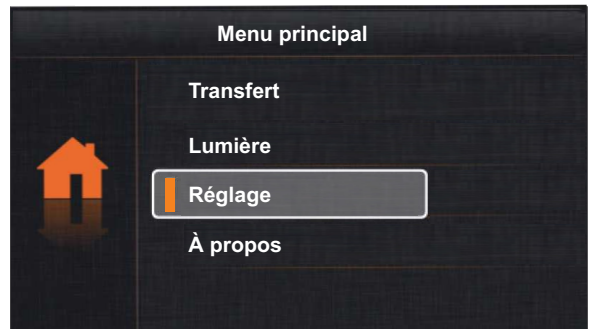 Menu principal
Transfert
Lumière
Réglage
À propos